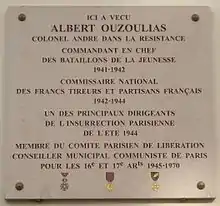 ICI A VECU
ALBERT OUZOULIAS
COLONEL ANDRE DANS LA RESISTANCE
COMMANDANT EN CHEF
DES BATAILLONS DE LA JEUNESSE
1941-1942
COMMISSAIRE NATIONAL
DES FRANCS TIREURS ET PARTISANS FRANÇAIS
1942-1944
UN DES PRINCIPAUX DIRIGEANTS
DE L'INSURRECTION PARISIENNE
DE L'ETE 1944
MEMBRE DU COMITE PARISIEN DE LIBERATION
CONSEILLER MUNICIPAL COMMUNISTE DE PARIS
POUR LES 16e ET 17e ARts 1945-1970